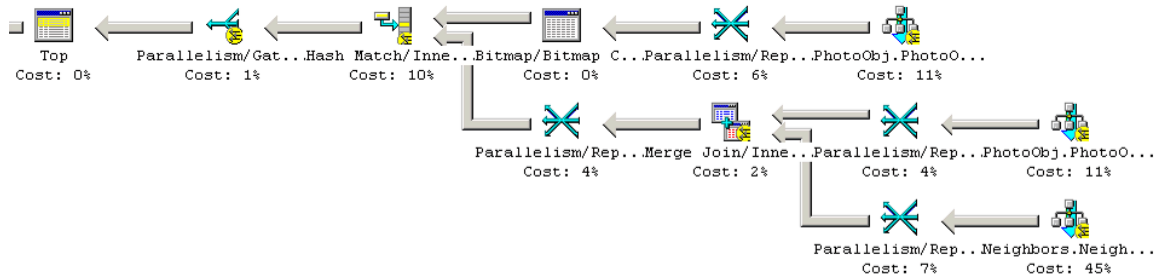 Top Parallelism/Gat... Hash Match/Inne... Bitmap/Bitmap C... Parallelism/Rep... PhotoObj.PhotoO...
Cost: 0% Cost: 1% Cost: 10% Cost: 0% Cost: 6% Cost: 11%
Parallelism/Rep... Merge Join/Inne... Parallelism/Rep... PhotoObj.PhotoO...
Cost: 4% Cost: 2% Cost: 4% Cost: 11%
Parallelism/Rep... Neighbors.Neigh...
Cost: 7% Cost: 45%